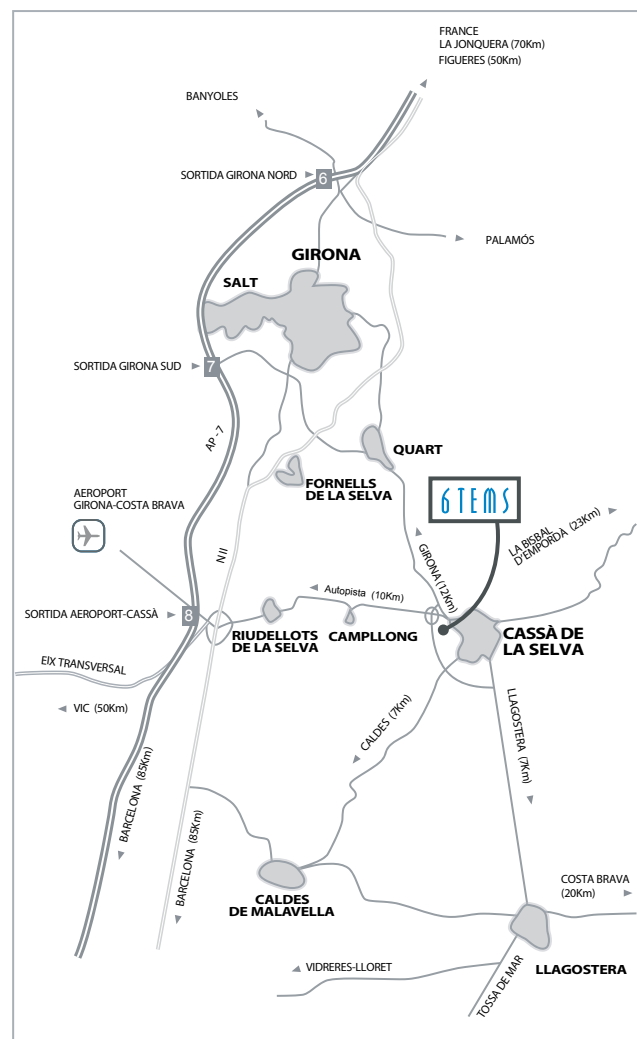 FRANCE
LA JONQUERA (70Km)
FIGUERES (50Km)
BANYOLES
SORTIDA GIRONA NORD
6
PALAMÓS
GIRONA
SALT
SORTIDA GIRONA SUD
7
AP-7
QUART
FORNELLS
DE LA SELVA
6TEMS
AEROPORT
GIRONA-COSTA BRAVA
N II
GIRONA (12Km)
LA BISBAL
D'EMPORDÀ (23Km)
Autopista (10Km)
SORTIDA AEROPORT-CASSÀ
8
RIUDELLOTS
DE LA SELVA
CAMPLLONG
CASSÀ DE
LA SELVA
EIX TRANSVERSAL
VIC (50Km)
CALDES (7Km)
LLAGOSTERA (7Km)
BARCELONA (85Km)
BARCELONA (85Km)
CALDES
DE MALAVELLA
COSTA BRAVA
(20Km)
VIDRERES-LLORET
TOSSA DE MAR
LLAGOSTERA